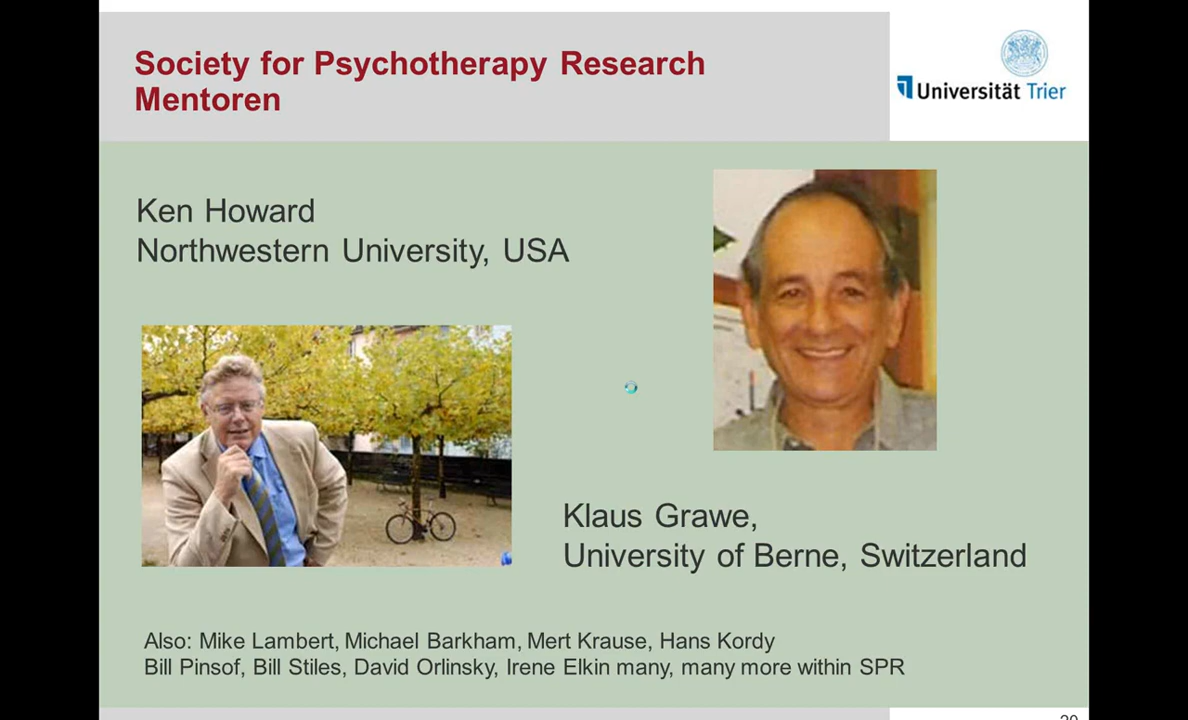 Society for Psychotherapy Research
Mentoren
Universität Trier
Ken Howard
Northwestern University, USA
Klaus Grawe,
University of Berne, Switzerland
Also: Mike Lambert, Michael Barkham, Mert Krause, Hans Kordy
Bill Pinsof, Bill Stiles, David Orlinsky, Irene Elkin many, many more within SPR